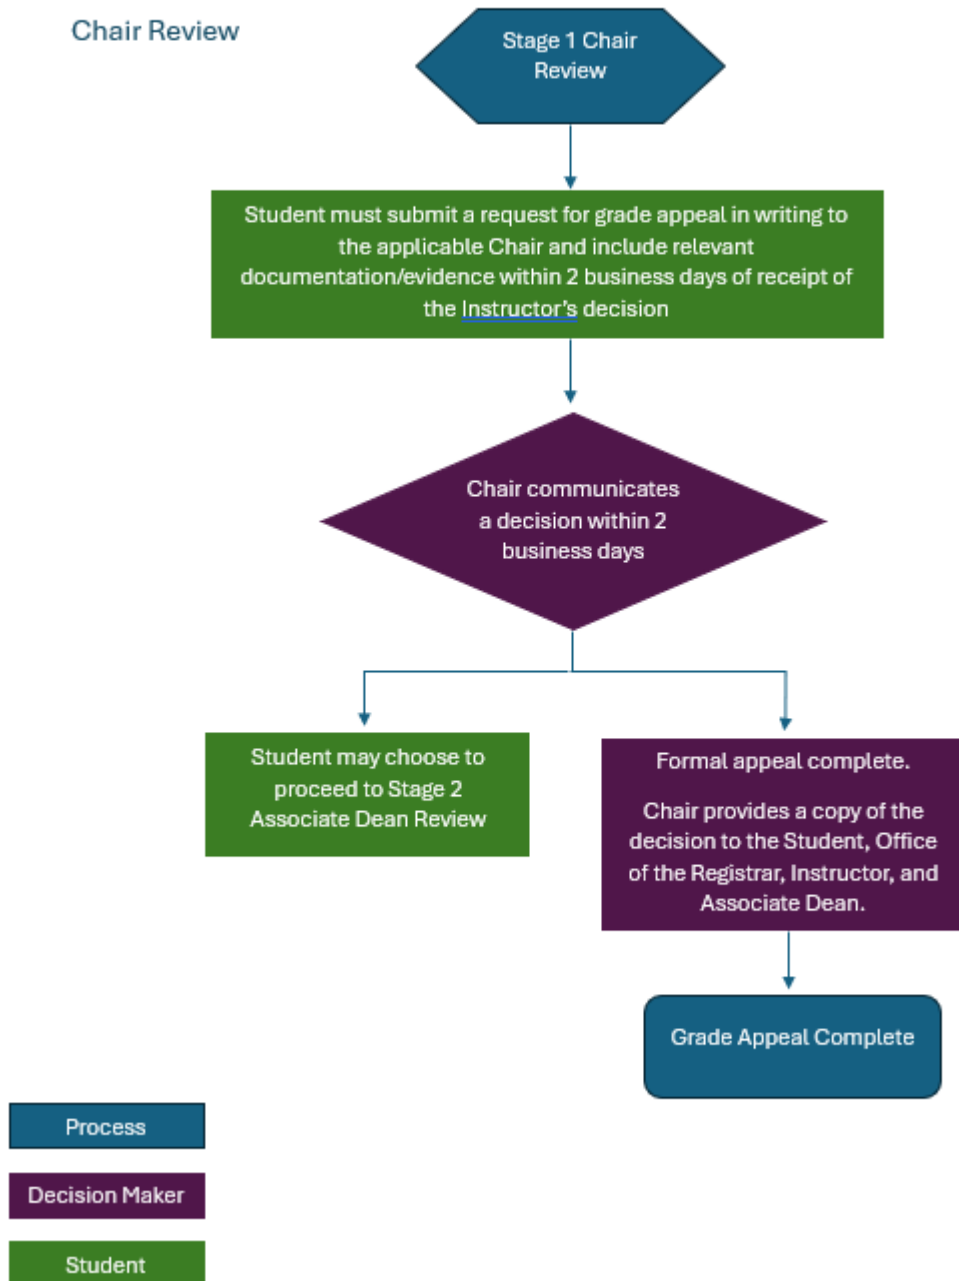 Chair Review
Stage 1 Chair
Review
Student must submit a request for grade appeal in writing to
the applicable Chair and include relevant
documentation/evidence within 2 business days of receipt of
the Instructor's decision
Chair communicates
a decision within 2
business days
Student may choose to
proceed to Stage 2
Associate Dean Review
Formal appeal complete.
Chair provides a copy of the
decision to the Student, Office
of the Registrar, Instructor, and
Associate Dean.
Grade Appeal Complete
Process
Decision Maker
Student